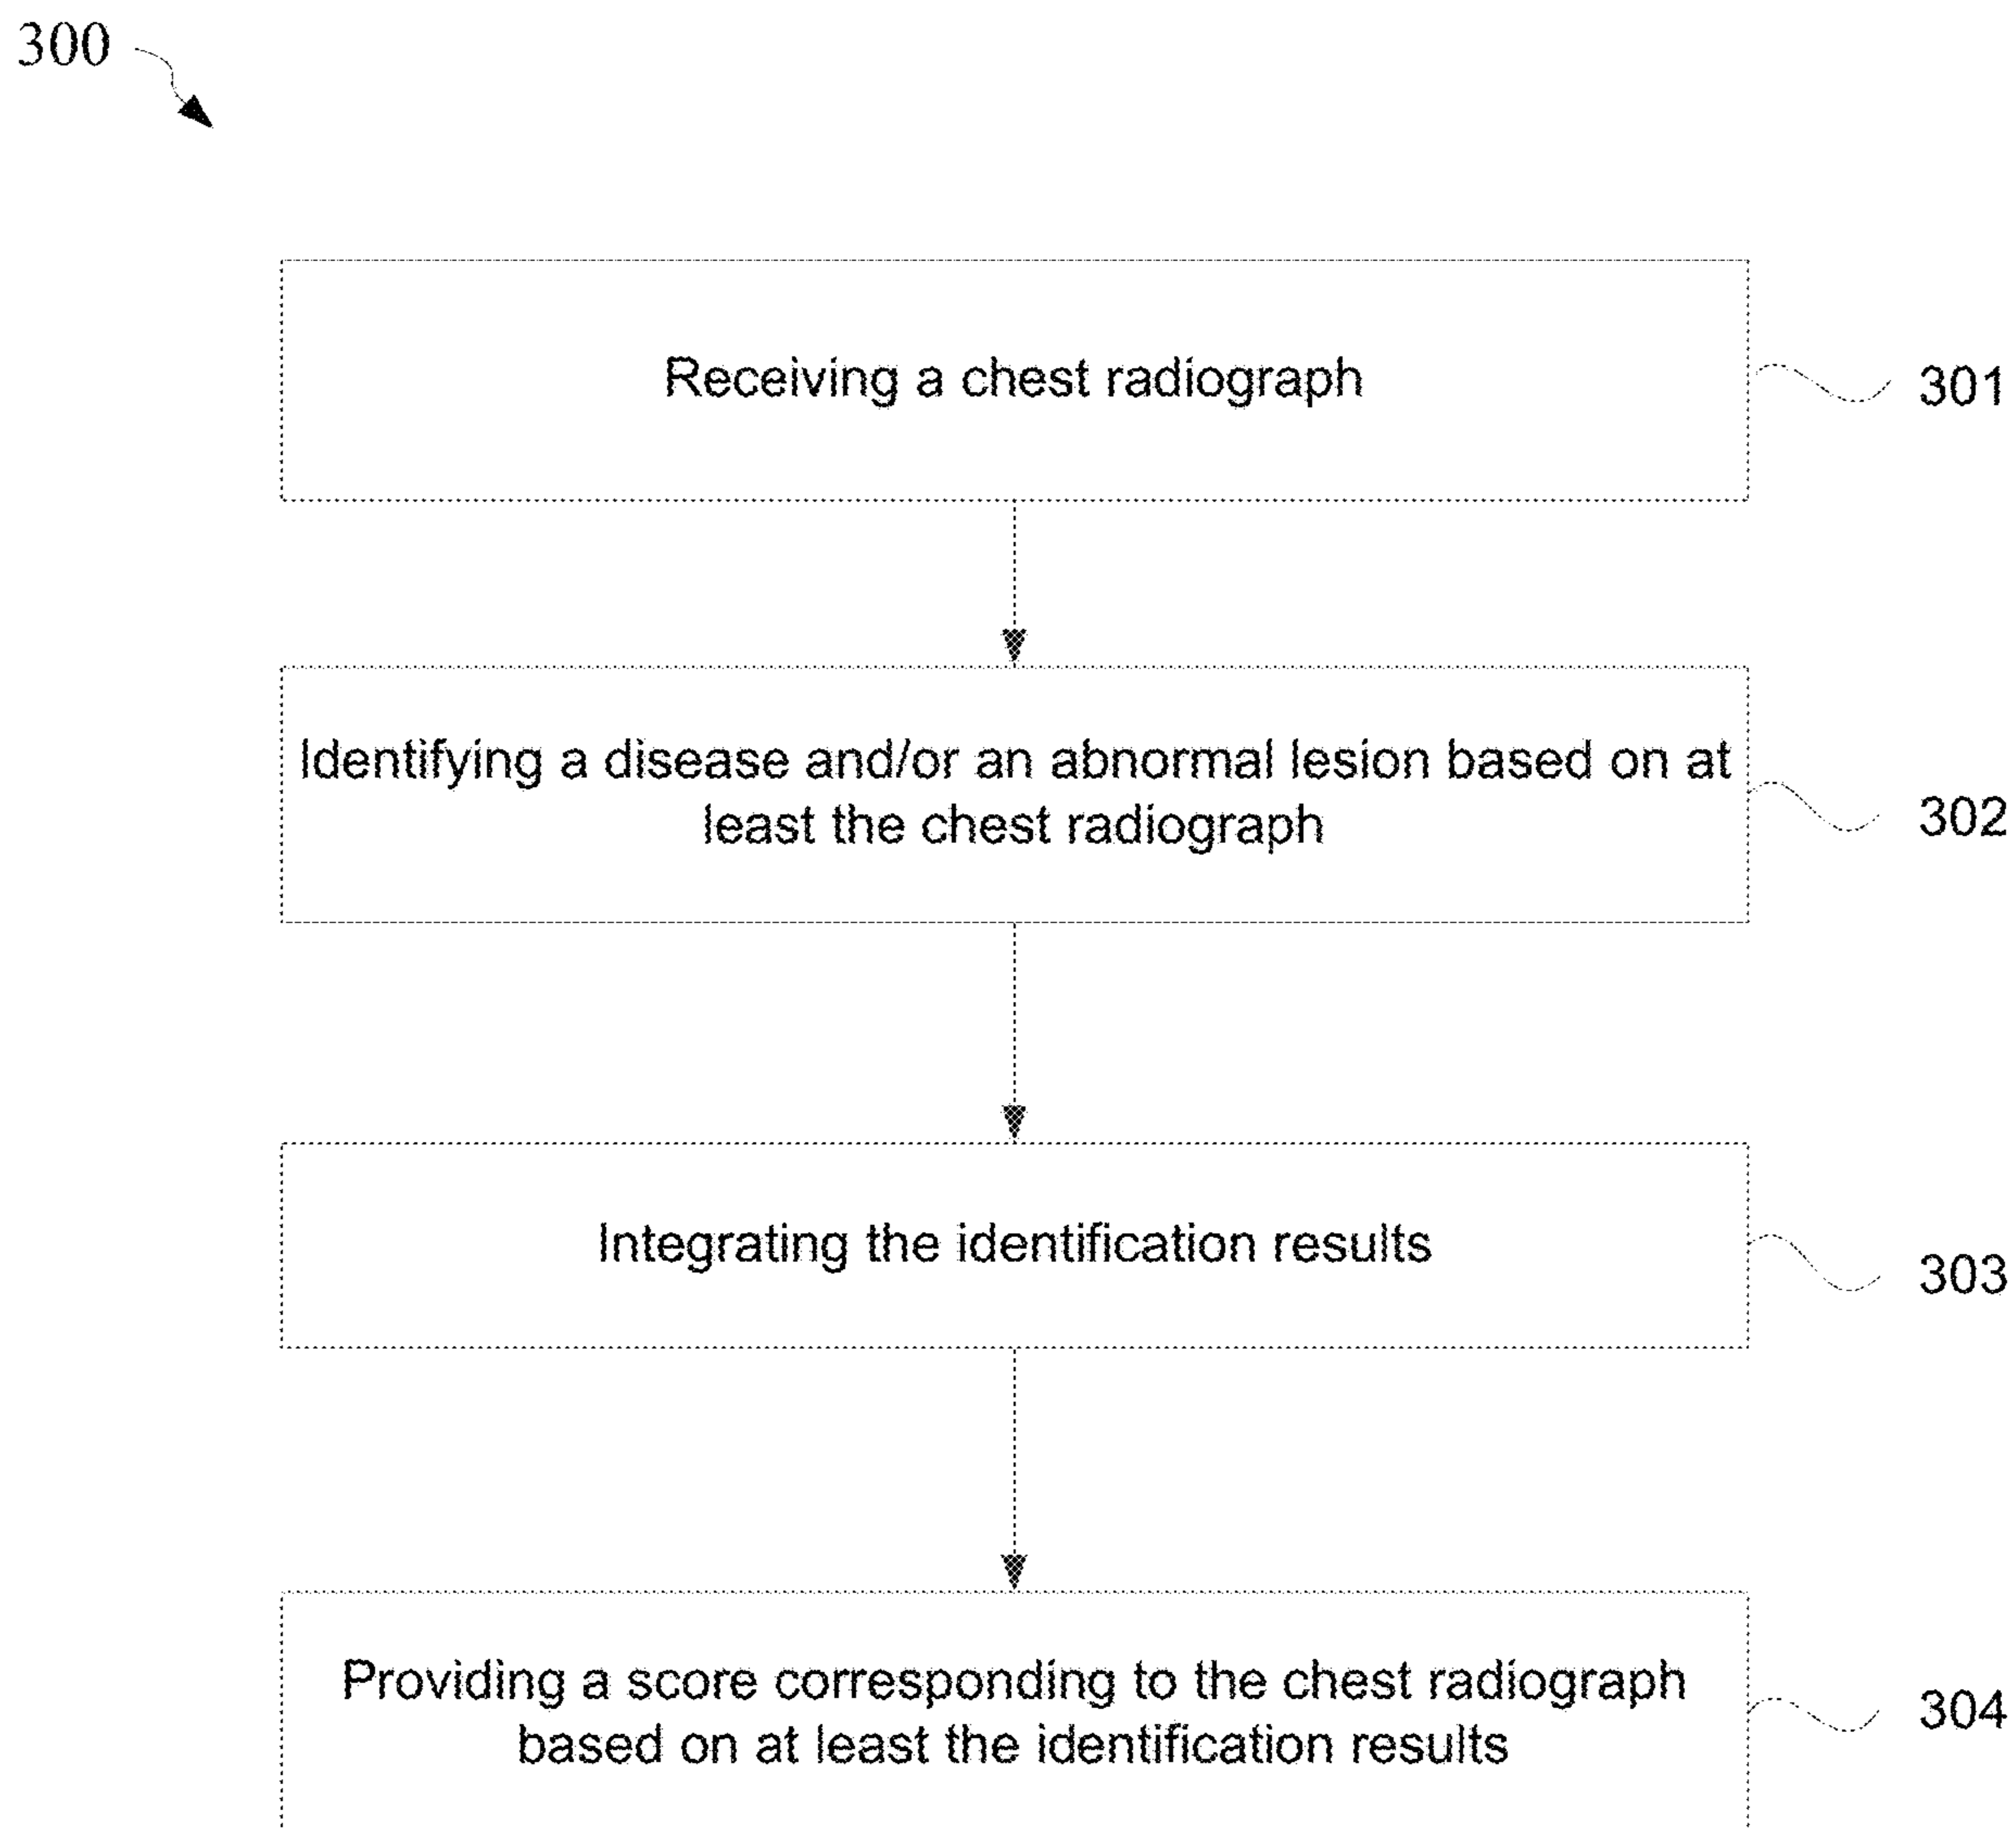 300
Receiving a chest radiograph
301
Identifying a disease and/or an abnormal lesion based on at
least the chest radiograph
302
Integrating the identification results
303
Providing a score corresponding to the chest radiograph
based on at least the identification results
304